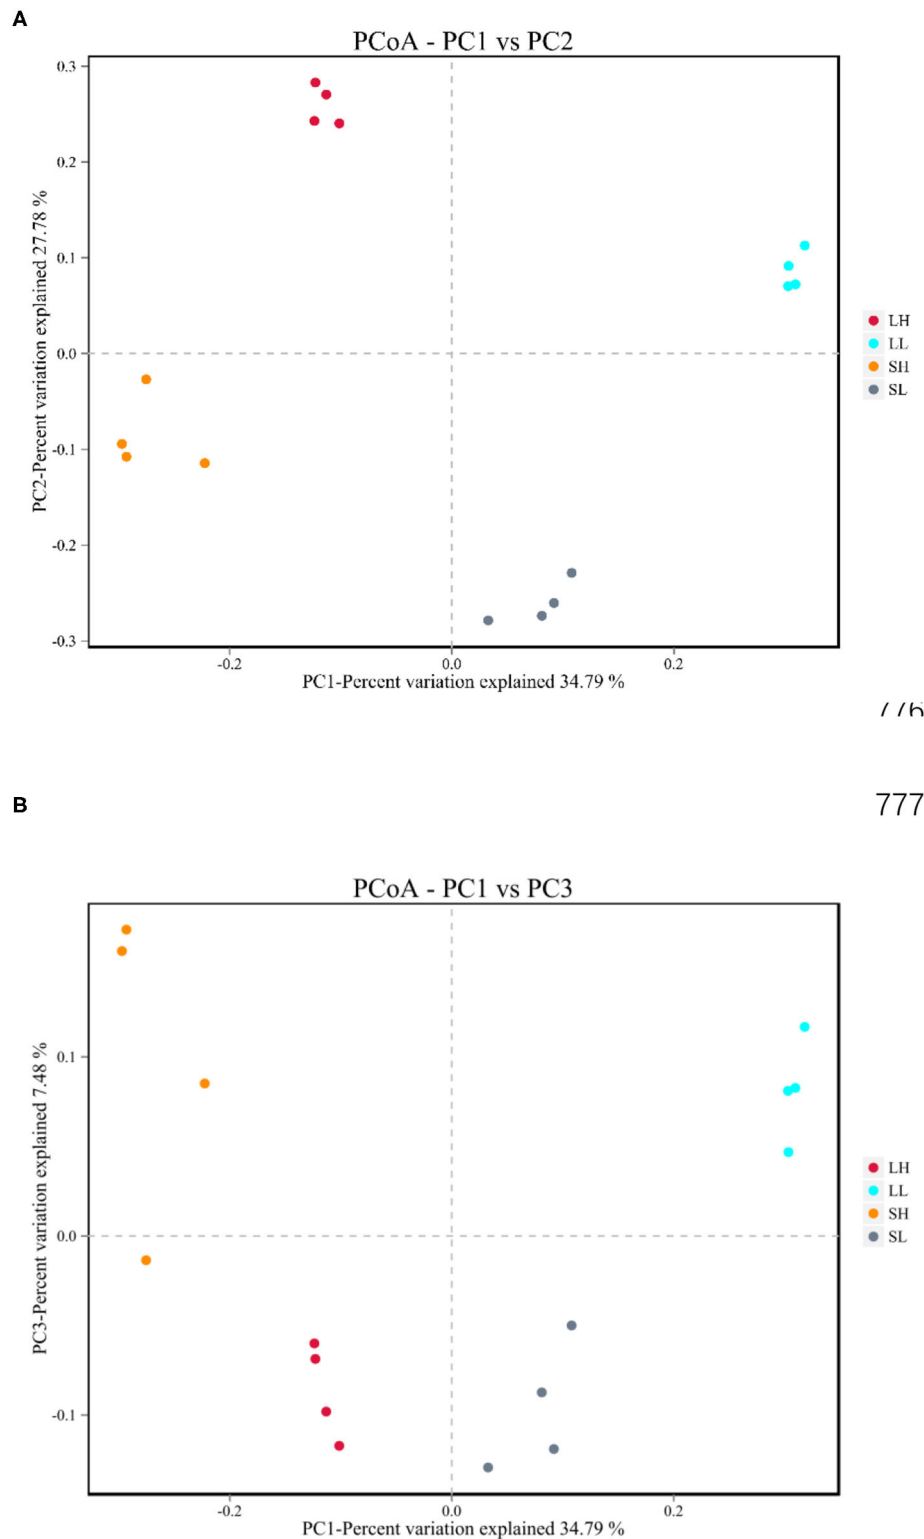 A
PCoA - PC1 vs PC2
PC2-Percent variation explained 27.78 %
0.3
0.2
0.1
0.0
-0.1
-0.2
-0.3
-0.2
0.0
0.2
PC1-Percent variation explained 34.79 %
LH
LL
SH
SL
776
B
777
PCoA - PC1 vs PC3
PC3-Percent variation explained 7.48 %
0.1
0.0
-0.1
-0.2
0.0
0.2
PC1-Percent variation explained 34.79 %
LH
LL
SH
SL